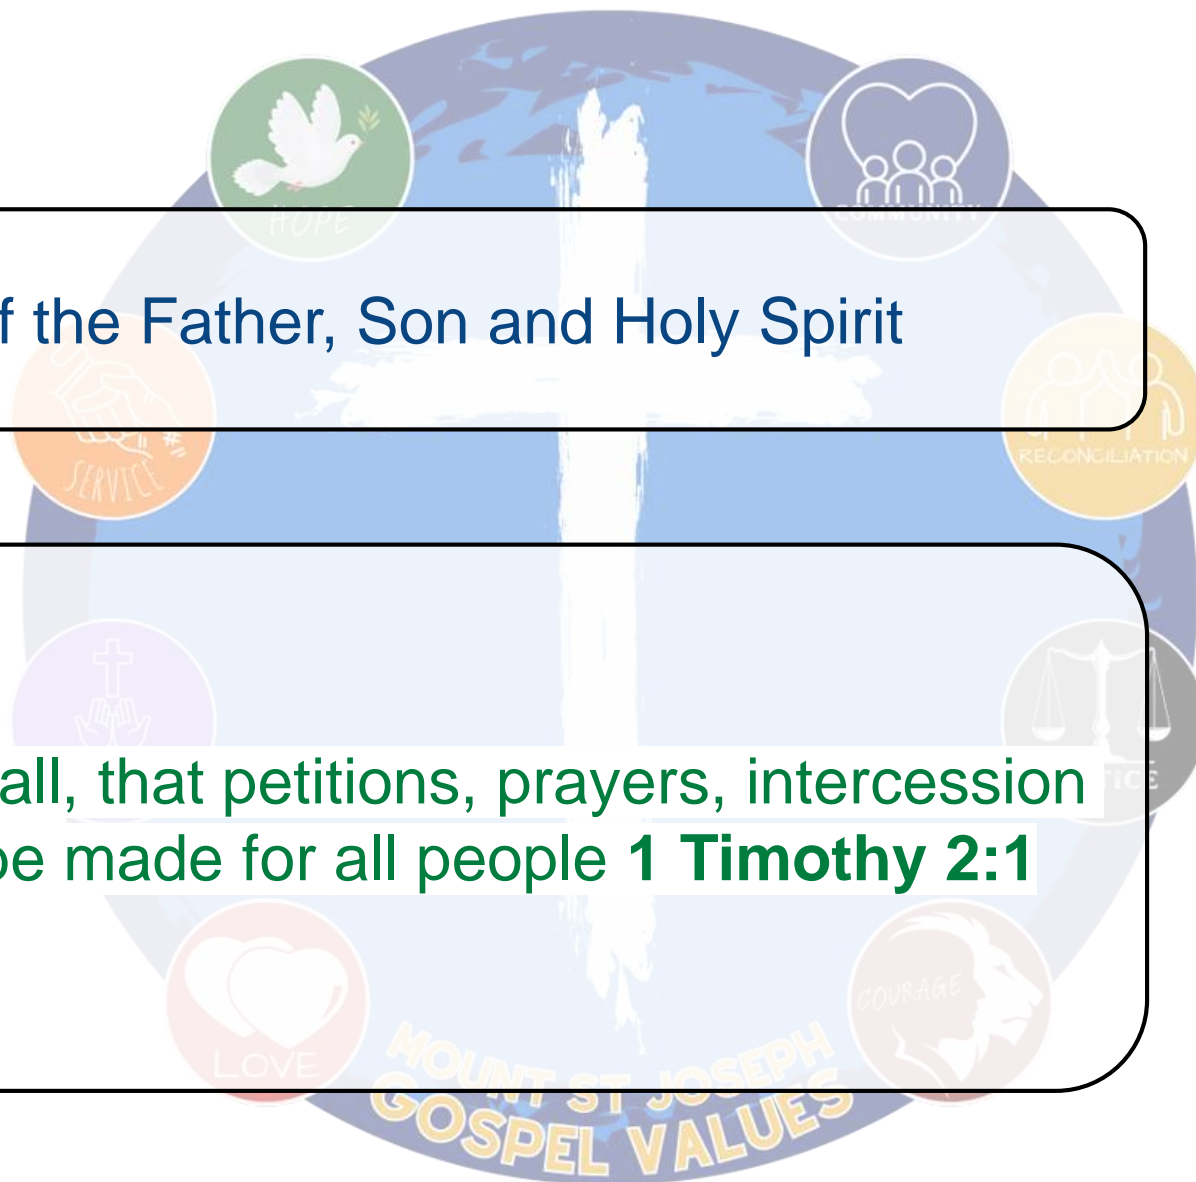 HOPE
COMMUNITY
f the Father, Son and Holy Spirit
SERVICE
RECONCILIATION
all, that petitions, prayers, intercession
be made for all people 1 Timothy 2:1
TICE
LOVE
COURAGE
MOUNT ST JOSEPH
GOSPEL VALUES